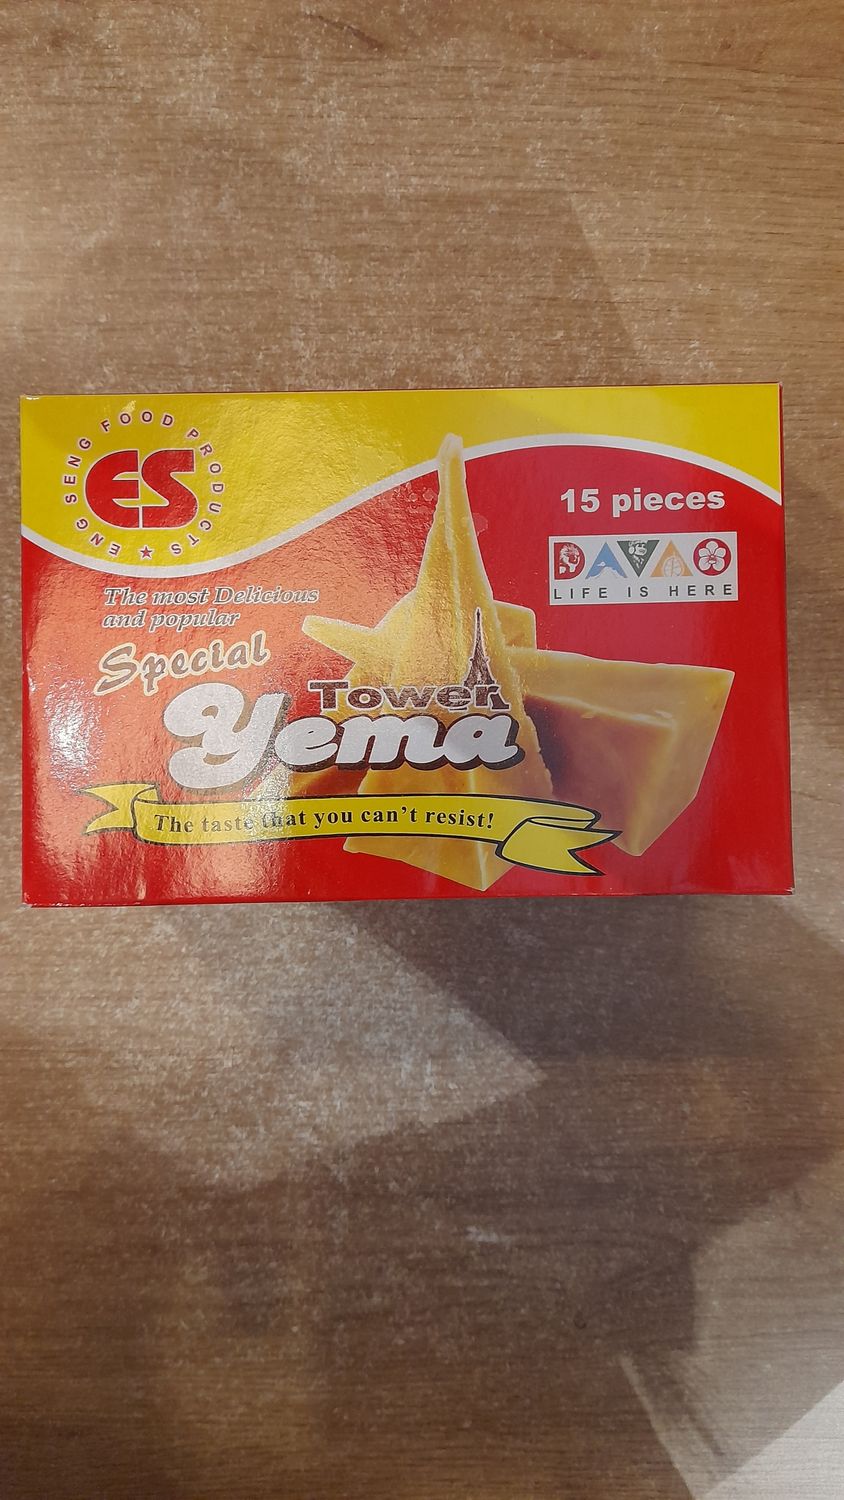 ENG SENG FOOD PRODUCTS
ES
15 pieces
DAVAO
LIFE IS HERE
The most Delicious
and popular
Special
Tower
Yema
The taste that you can't resist!